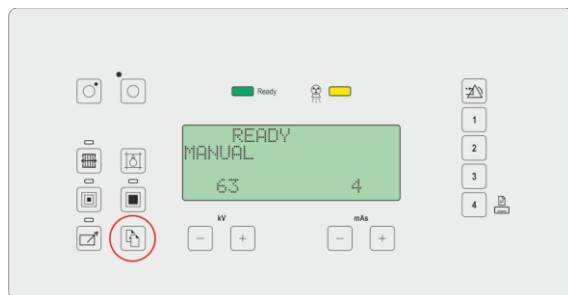 Ready
READY
MANUAL
63 4
kV mAs
- + - +
1
2
3
4